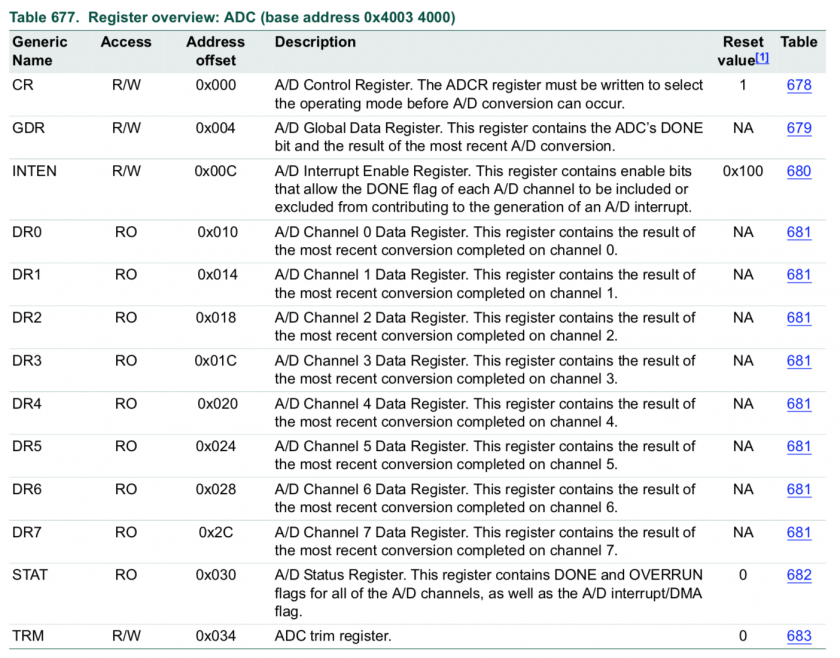 Table 677. Register overview: ADC (base address 0x4003 4000)
Generic Name Access Address offset Description Reset value[1] Table
CR R/W 0x000 A/D Control Register. The ADCR register must be written to select 1 678
the operating mode before A/D conversion can occur.
GDR R/W 0x004 A/D Global Data Register. This register contains the ADC's DONE NA 679
bit and the result of the most recent A/D conversion.
INTEN R/W 0x00C A/D Interrupt Enable Register. This register contains enable bits 0x100 680
that allow the DONE flag of each A/D channel to be included or
excluded from contributing to the generation of an A/D interrupt.
DR0 RO 0x010 A/D Channel 0 Data Register. This register contains the result of NA 681
the most recent conversion completed on channel 0.
DR1 RO 0x014 A/D Channel 1 Data Register. This register contains the result of NA 681
the most recent conversion completed on channel 1.
DR2 RO 0x018 A/D Channel 2 Data Register. This register contains the result of NA 681
the most recent conversion completed on channel 2.
DR3 RO 0x01C A/D Channel 3 Data Register. This register contains the result of NA 681
the most recent conversion completed on channel 3.
DR4 RO 0x020 A/D Channel 4 Data Register. This register contains the result of NA 681
the most recent conversion completed on channel 4.
DR5 RO 0x024 A/D Channel 5 Data Register. This register contains the result of NA 681
the most recent conversion completed on channel 5.
DR6 RO 0x028 A/D Channel 6 Data Register. This register contains the result of NA 681
the most recent conversion completed on channel 6.
DR7 RO 0x2C A/D Channel 7 Data Register. This register contains the result of NA 681
the most recent conversion completed on channel 7.
STAT RO 0x030 A/D Status Register. This register contains DONE and OVERRUN 0 682
flags for all of the A/D channels, as well as the A/D interrupt/DMA
flag.
TRM R/W 0x034 ADC trim register. 0 683